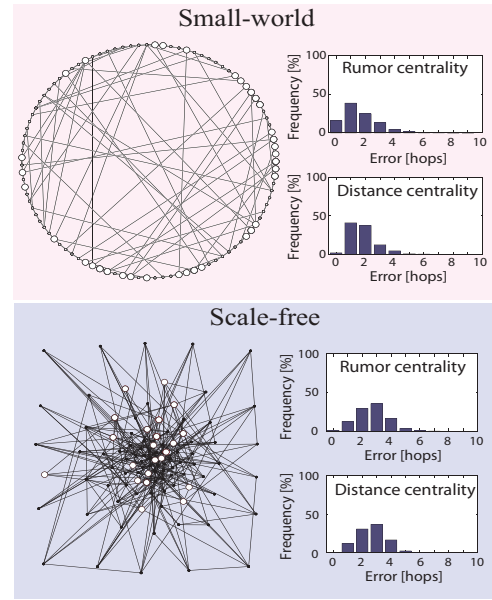 Small-world
100
50
0
Frequency [%]
Rumor centrality
0 2 4 6 8 10
Error [hops]
100
50
0
Frequency [%]
Distance centrality
0 2 4 6 8 10
Error [hops]
Scale-free
100
50
0
Frequency [%]
Rumor centrality
0 2 4 6 8 10
Error [hops]
100
50
0
Frequency [%]
Distance centrality
0 2 4 6 8 10
Error [hops]